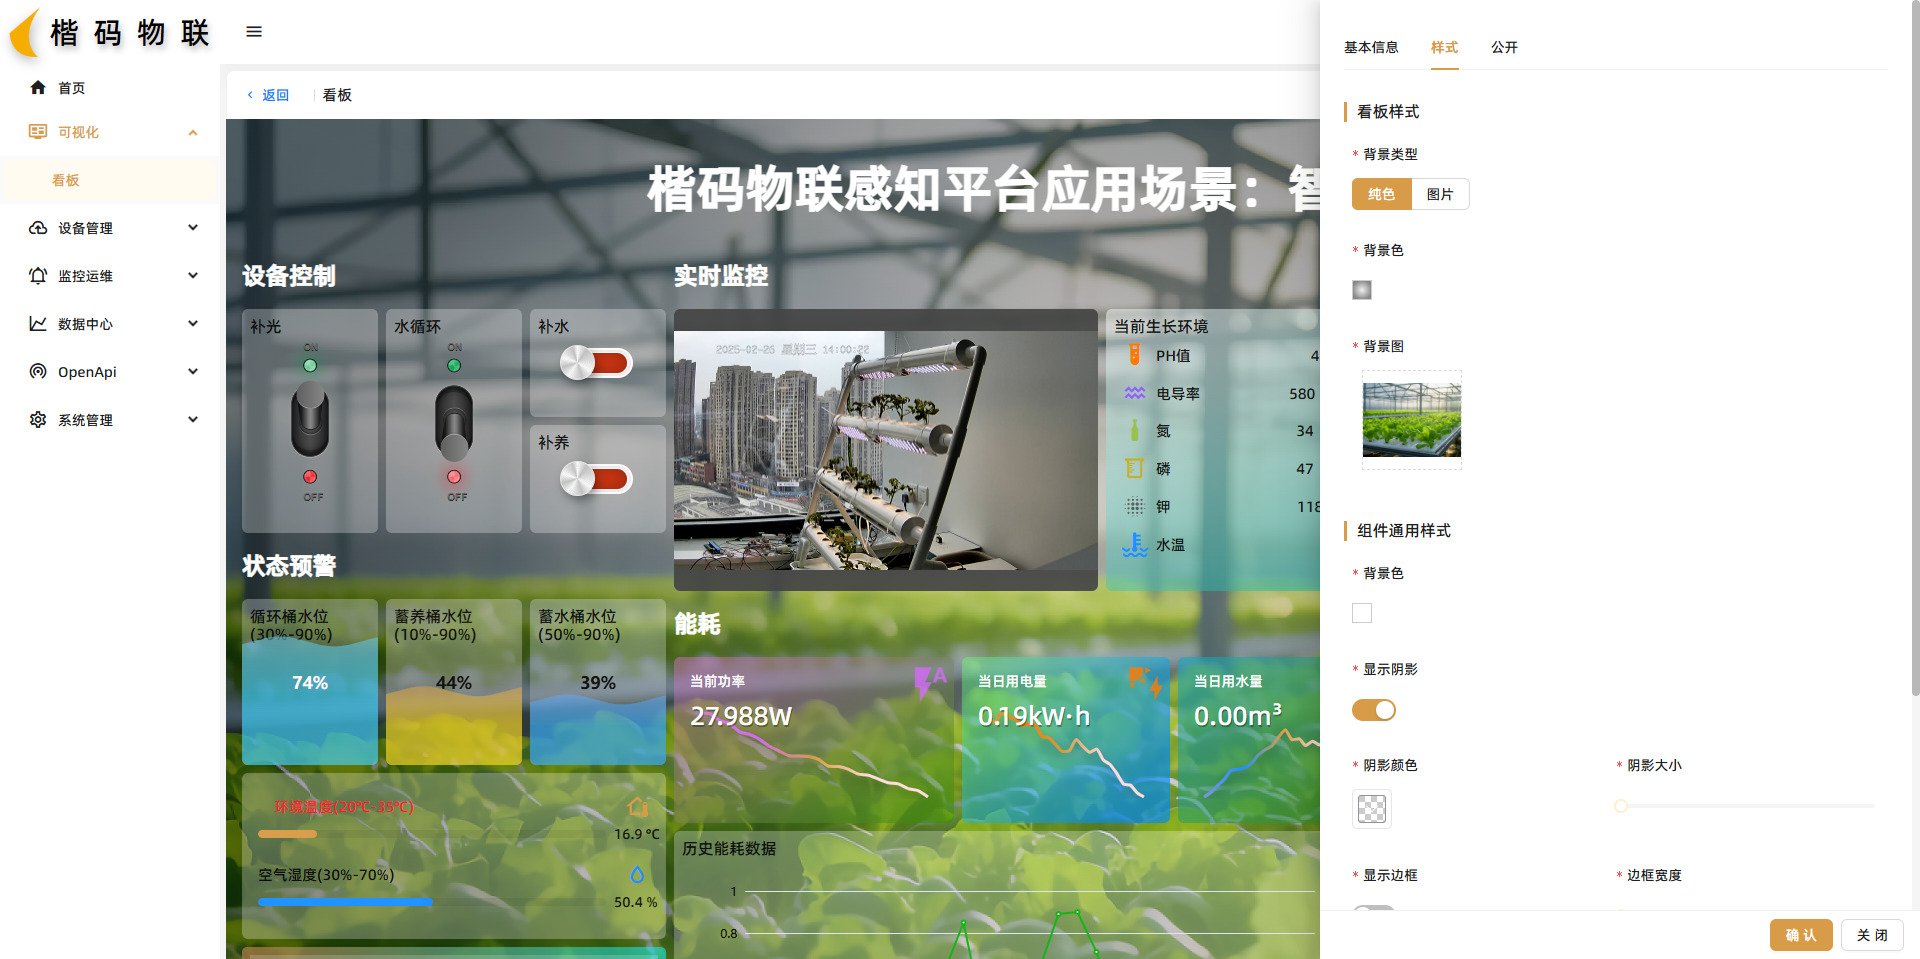 楷码物联
首页
可视化
看板
设备管理
监控运维
数据中心
OpenApi
系统管理
返回
看板
楷码物联感知平台应用场景：智
设备控制
补光
ON
OFF
水循环
ON
OFF
补水
补养
实时监控
2025-02-25 星期三 14:00:22
当前生长环境
PH值 4
电导率 580
氮 34
磷 47
钾 118
水温
状态预警
循环桶水位
(30%-90%)
74%
蓄养桶水位
(10%-90%)
44%
蓄水桶水位
(50%-90%)
39%
环境温度(20℃-35℃)
16.9 ℃
空气湿度(30%-70%)
50.4 %
能耗
当前功率
27.988W
当日用电量
0.19kW·h
当日用水量
0.00m³
历史能耗数据
1
0.8
基本信息
样式
公开
看板样式
* 背景类型
纯色
图片
* 背景色
* 背景图
组件通用样式
* 背景色
* 显示阴影
* 阴影颜色
* 阴影大小
* 显示边框
* 边框宽度
确 认
关 闭